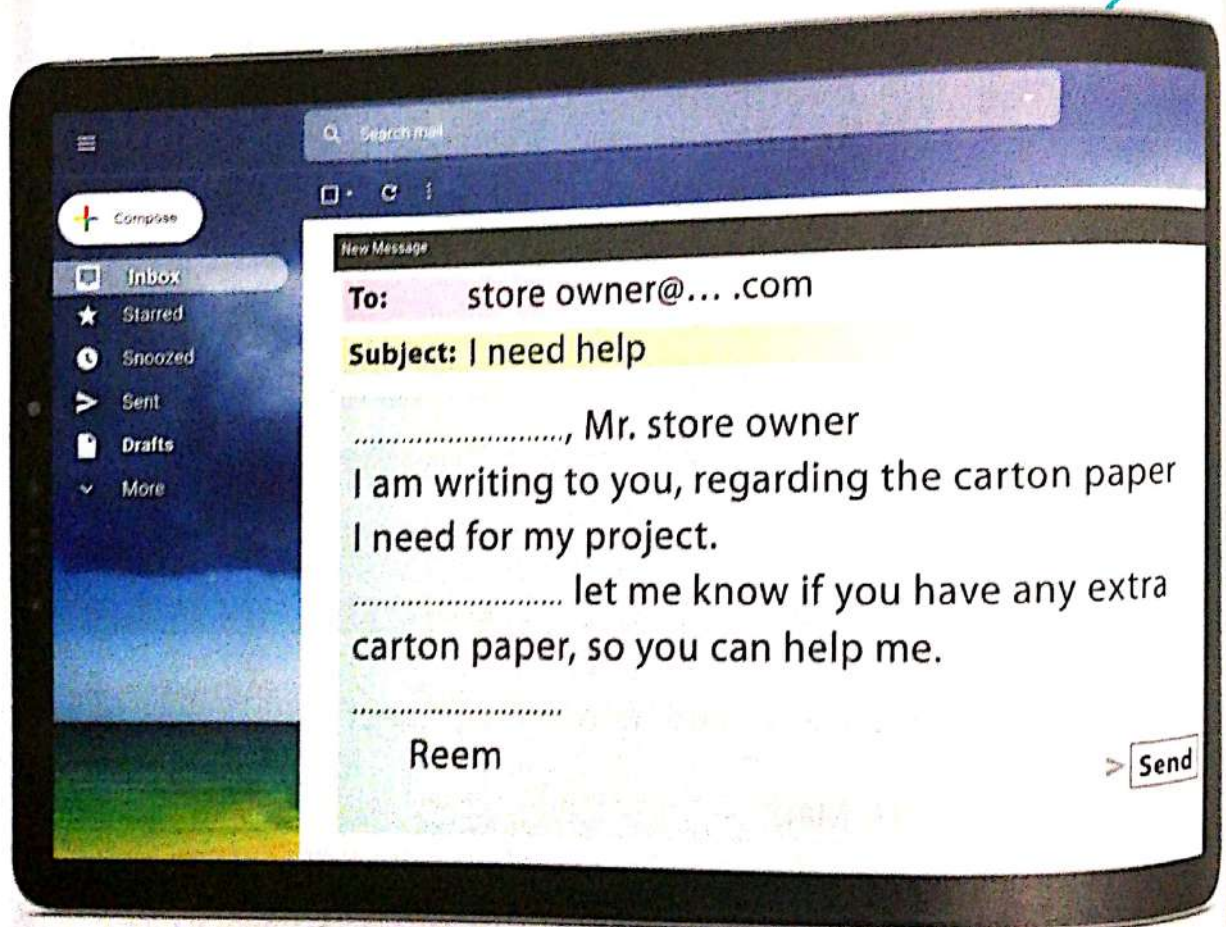 Search mail
Compose
Inbox
Starred
Snoozed
Sent
Drafts
More
New Message
To: store owner@... .com
Subject: I need help
..........................., Mr. store owner
I am writing to you, regarding the carton paper
I need for my project.
........................... let me know if you have any extra
carton paper, so you can help me.
...........................
Reem
> Send